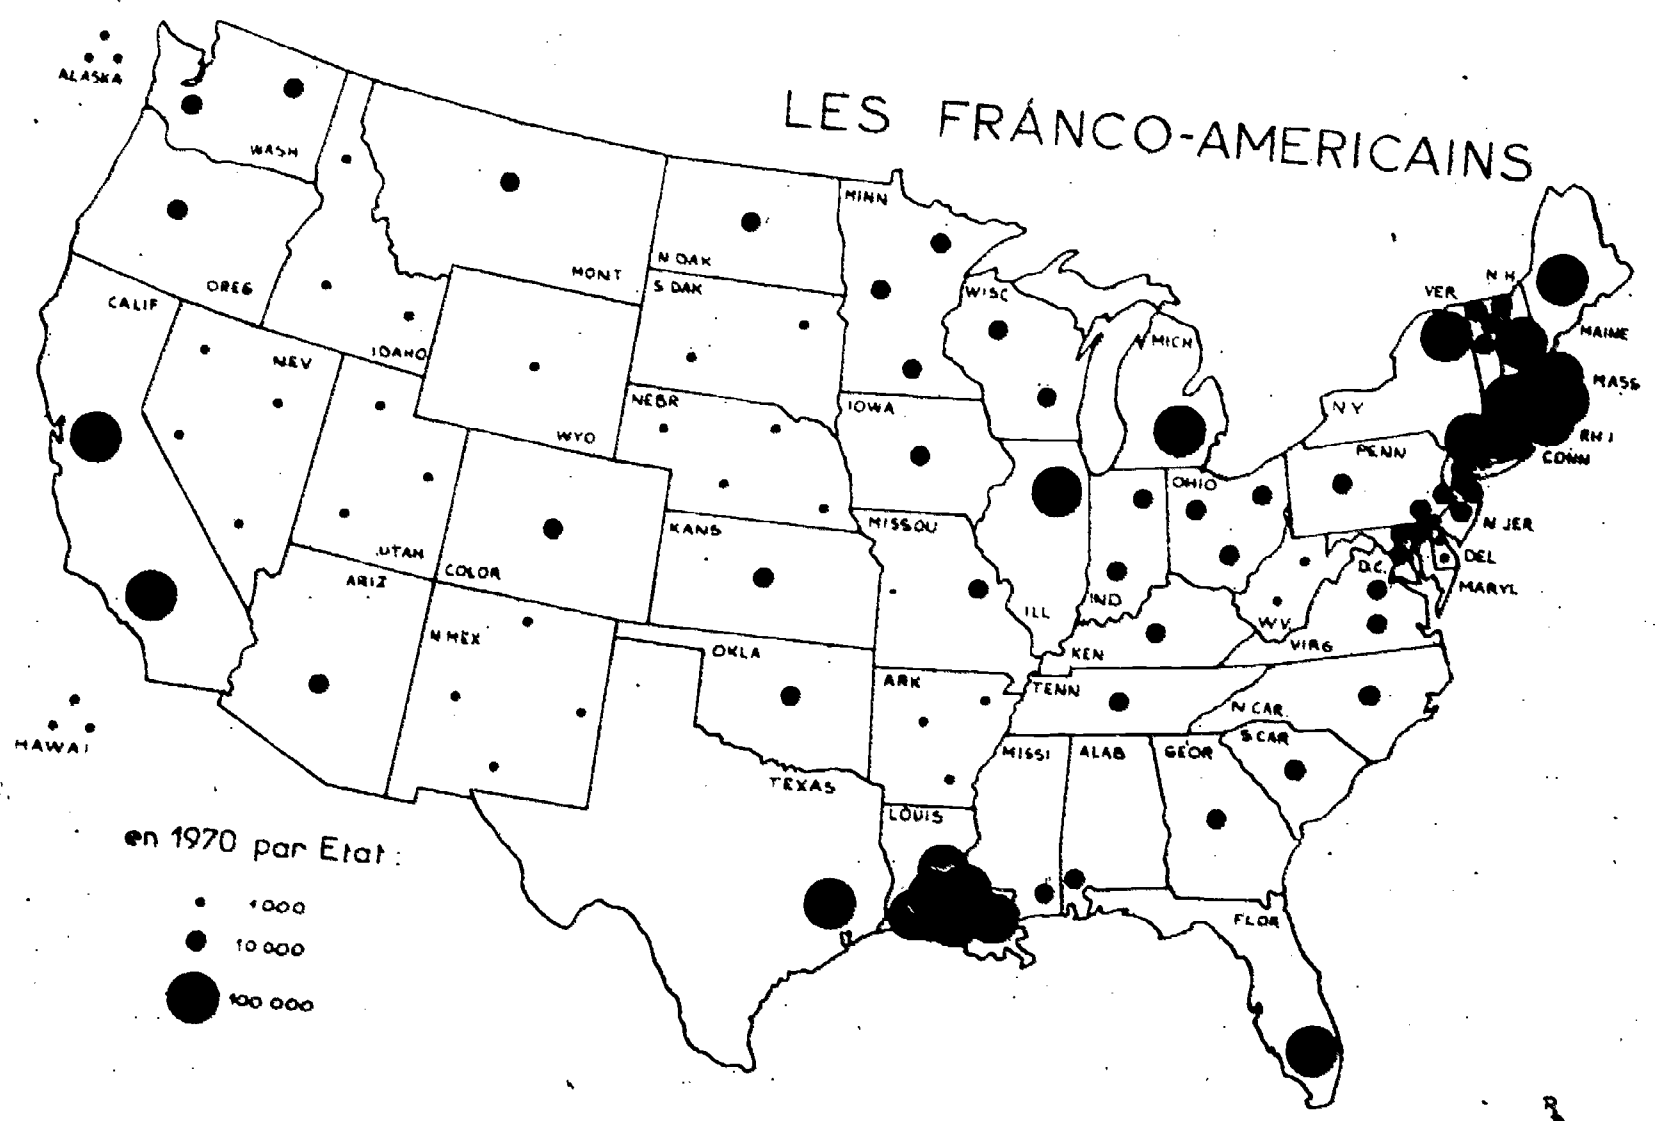 LES FRANCO-AMERICAINS
ALASKA
WASH
MONT
N DAK
MINN
OREG
S DAK
WISC
N H
VER
CALIF
IDAHO
NEV
MICH
MAINE
MASS
NEBR
IOWA
N Y
WYO
PENN
RH I
CONN
OHIO
KANS
MISSOU
N JER
UTAH
COLOR
ARIZ
ILL
IND
D.C.
DEL
MARYL
W.V.
VIRG
N MEX
OKLA
KEN
ARK
TENN
N CAR.
S CAR
HAWAI
MISSI
ALAB
GEOR
TEXAS
LOUIS
FLOR
en 1970 par Etat :
1 000
10 000
100 000